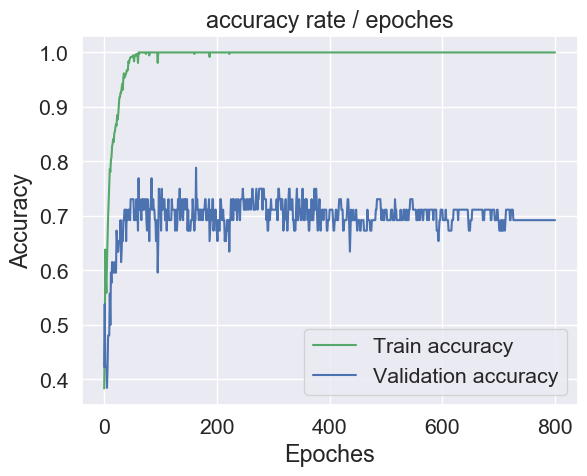 accuracy rate / epoches
1.0
0.9
0.8
0.7
0.6
0.5
0.4
Accuracy
Train accuracy
Validation accuracy
0 200 400 600 800
Epoches